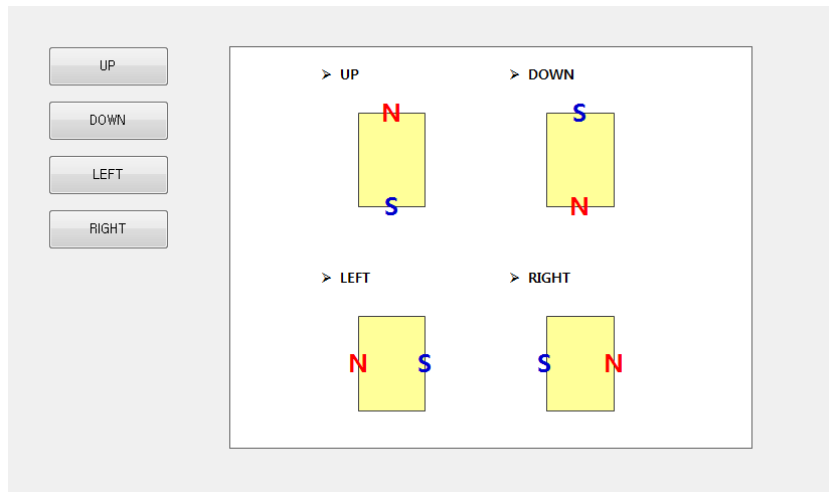 UP
DOWN
LEFT
RIGHT
➢ UP
➢ DOWN
N
S
S
N
➢ LEFT
➢ RIGHT
N S
S N